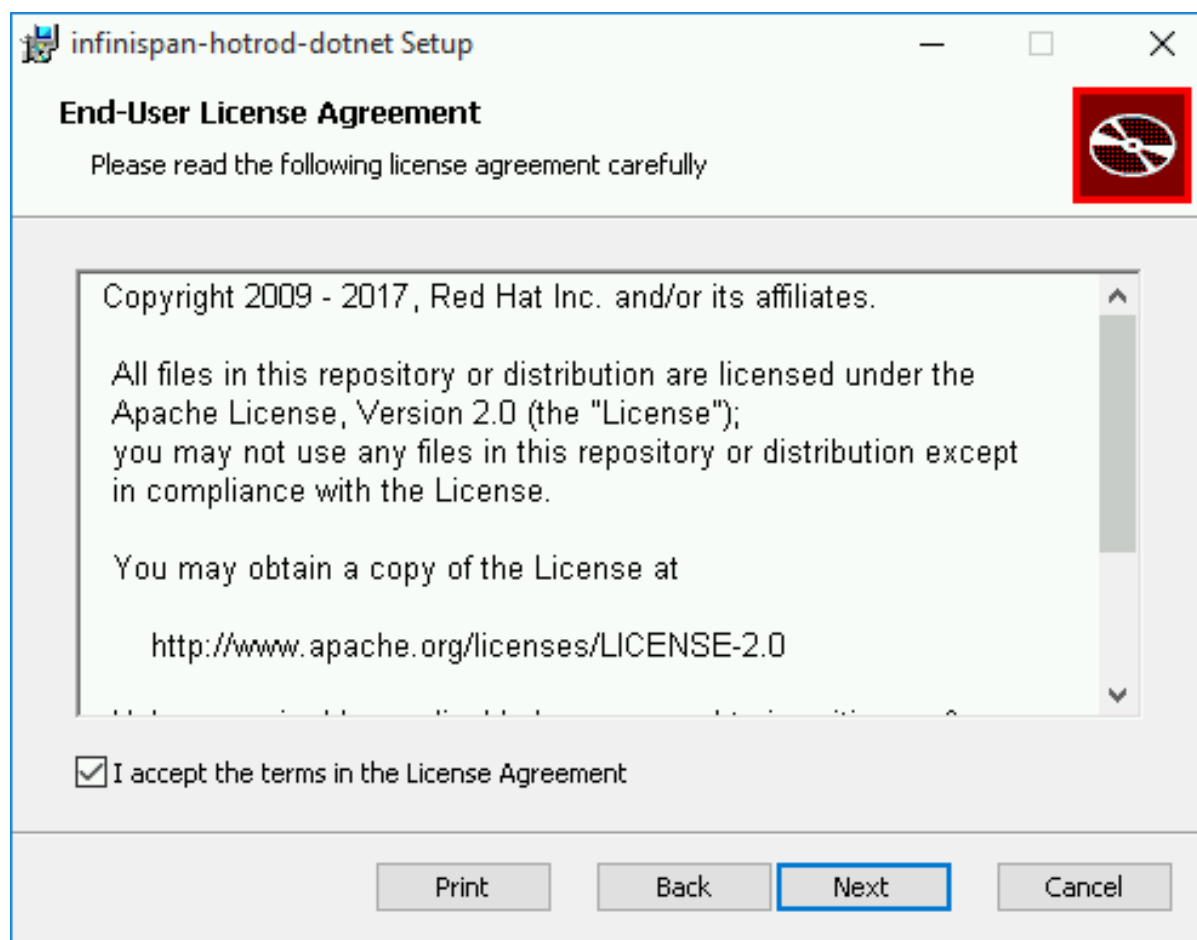 infinispan-hotrod-dotnet Setup
End-User License Agreement
Please read the following license agreement carefully
Copyright 2009 - 2017, Red Hat Inc. and/or its affiliates.
All files in this repository or distribution are licensed under the
Apache License, Version 2.0 (the "License");
you may not use any files in this repository or distribution except
in compliance with the License.
You may obtain a copy of the License at
http://www.apache.org/licenses/LICENSE-2.0
I accept the terms in the License Agreement
Print Back Next Cancel